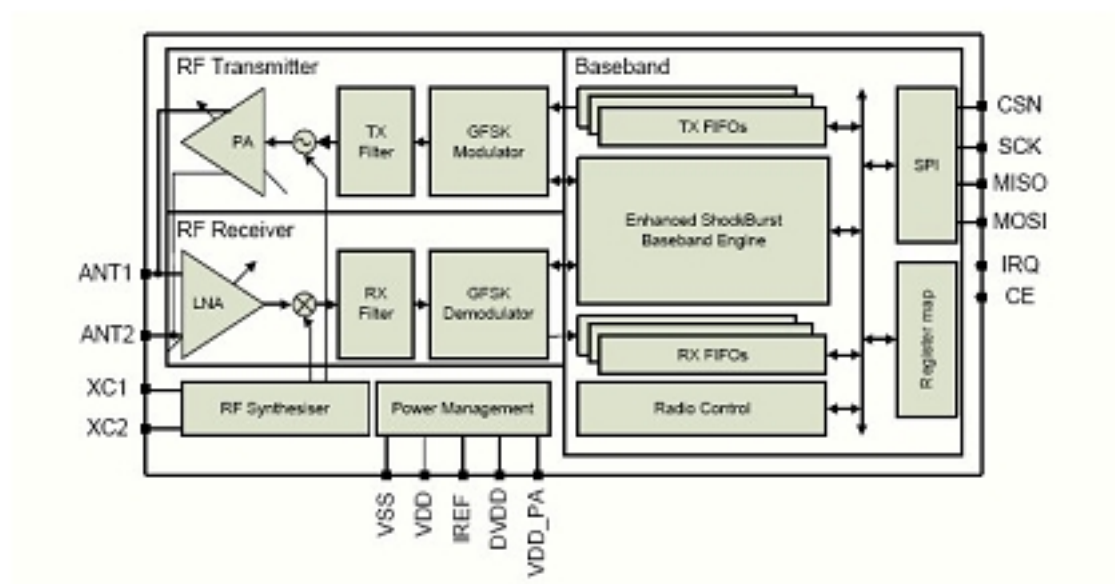 RF Transmitter
Baseband
PA
TX
Filter
GFSK
Modulator
TX FIFOs
SPI
CSN
SCK
MISO
MOSI
Enhanced ShockBurst
Baseband Engine
RF Receiver
ANT1
ANT2
LNA
RX
Filter
GFSK
Demodulator
RX FIFOs
Register map
IRQ
CE
XC1
XC2
RF Synthesiser
Power Management
Radio Control
VSS
VDD
IREF
DVDD
VDD_PA